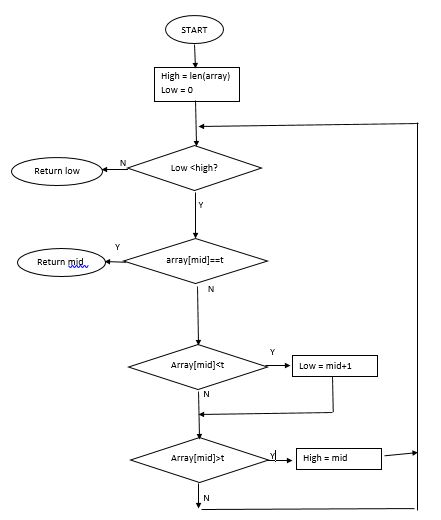 START
High = len(array)
Low = 0
Low <high?
N
Return low
Y
array[mid]==t
Y
Return mid
N
Array[mid]<t
Y
Low = mid+1
N
Array[mid]>t
Y
High = mid
N